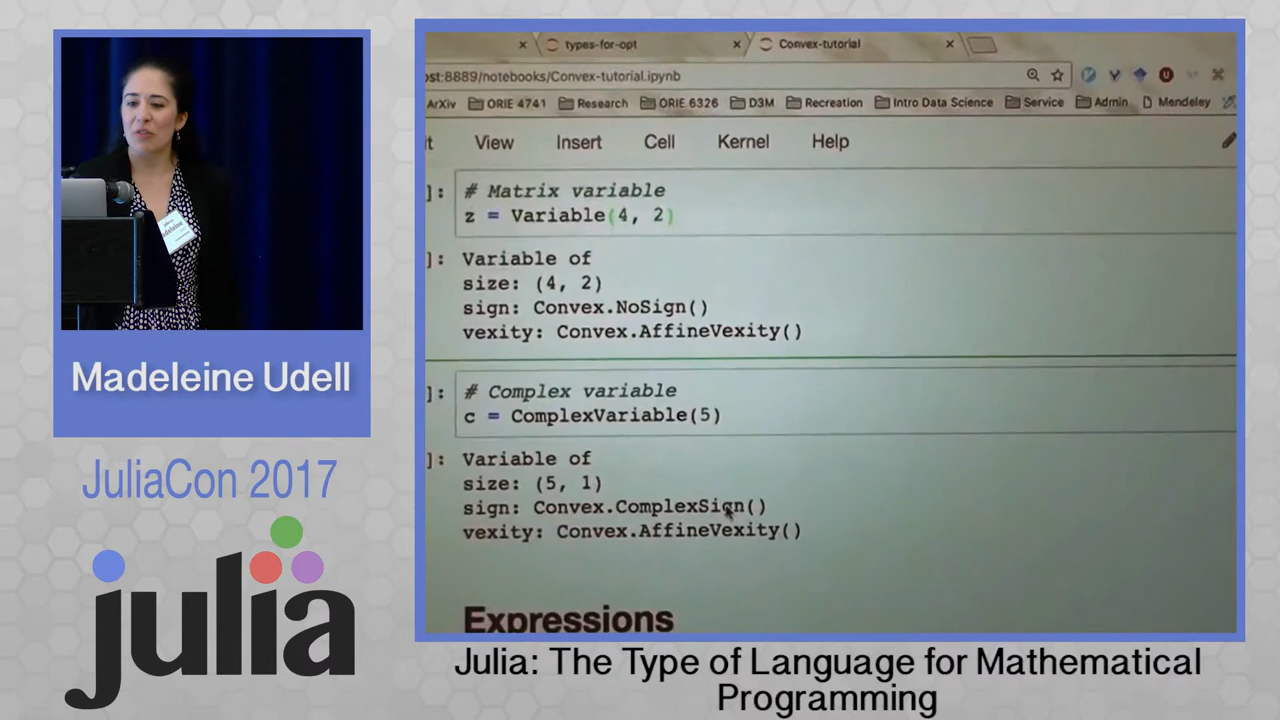 types-for-opt
Convex-tutorial
ost:8889/notebooks/Convex-tutorial.ipynb
ArXiv ORIE 4741 Research ORIE 6326 D3M Recreation Intro Data Science Service Admin Mendeley
it View Insert Cell Kernel Help
]: # Matrix variable
z = Variable(4, 2)
]: Variable of
size: (4, 2)
sign: Convex.NoSign()
vexity: Convex.AffineVexity()
]: # Complex variable
c = ComplexVariable(5)
]: Variable of
size: (5, 1)
sign: Convex.ComplexSign()
vexity: Convex.AffineVexity()
Expressions
Madeleine Udell
JuliaCon 2017
julia
Julia: The Type of Language for Mathematical
Programming